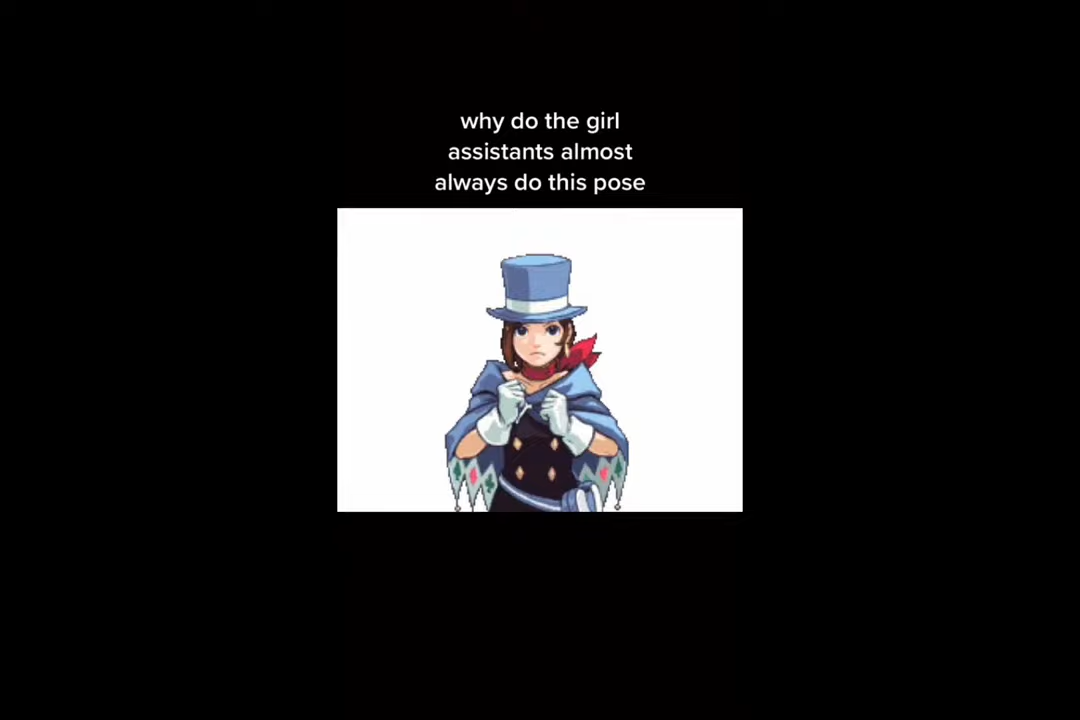 why do the girl
assistants almost
always do this pose